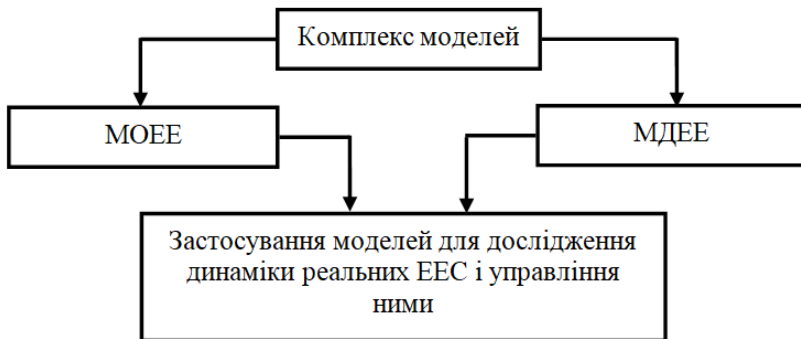 Комплекс моделей
МОЕЕ
МДЕЕ
Застосування моделей для дослідження
динаміки реальних ЕЕС і управління
ними